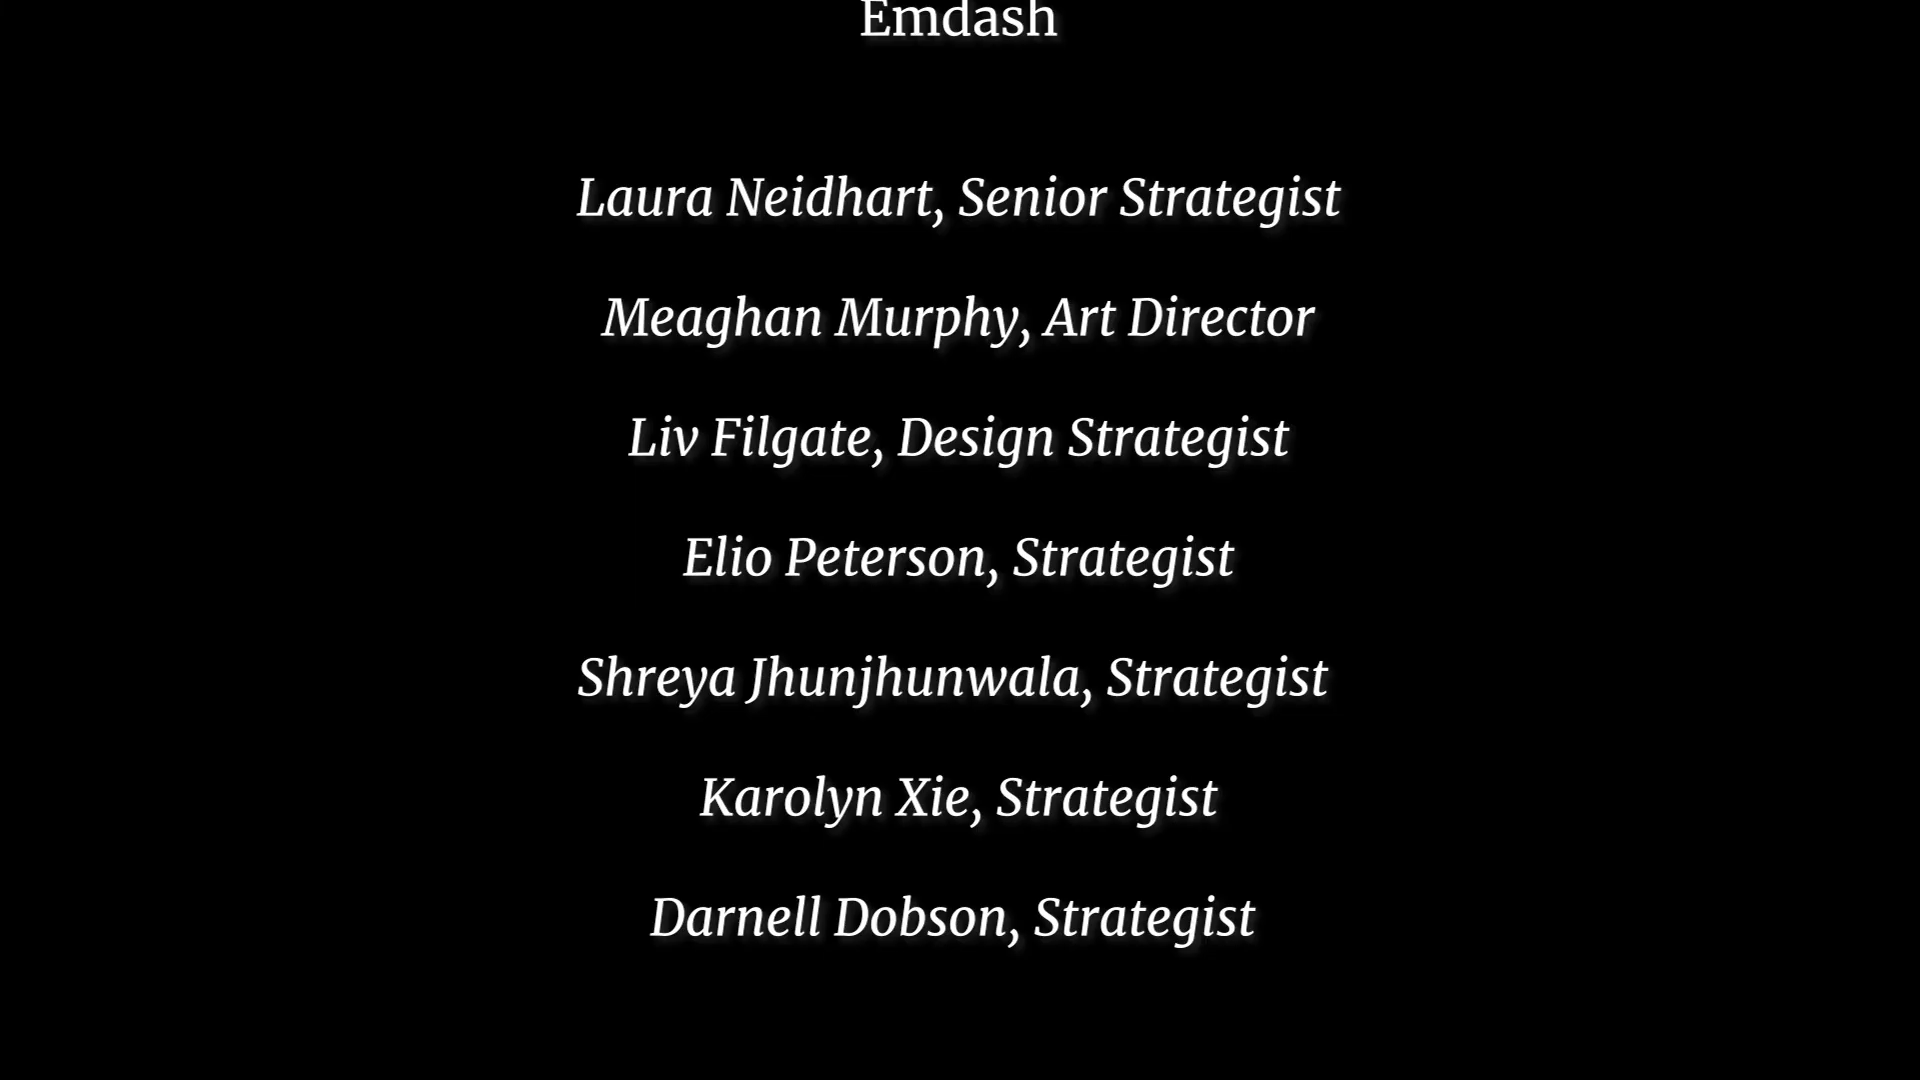 Emdash
Laura Neidhart, Senior Strategist
Meaghan Murphy, Art Director
Liv Filgate, Design Strategist
Elio Peterson, Strategist
Shreya Jhunjhunwala, Strategist
Karolyn Xie, Strategist
Darnell Dobson, Strategist